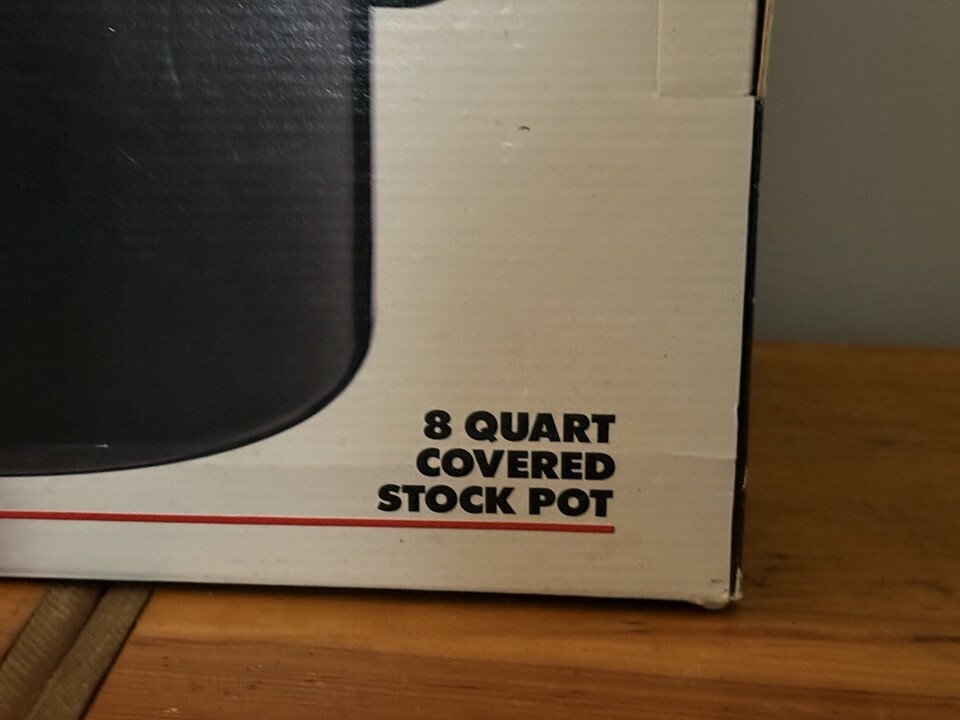 8 QUART
COVERED
STOCK POT